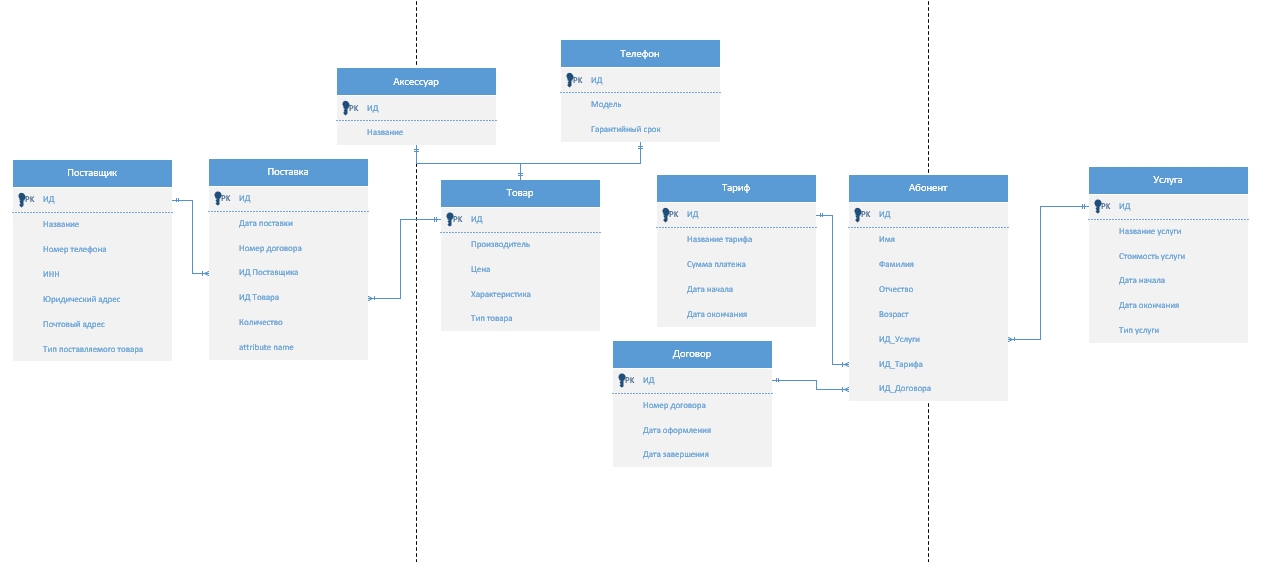 Телефон
PK ИД
Модель
Гарантийный срок
Аксессуар
PK ИД
Название
Поставщик
PK ИД
Название
Номер телефона
ИНН
Юридический адрес
Почтовый адрес
Тип поставляемого товара
Поставка
PK ИД
Дата поставки
Номер договора
ИД Поставщика
ИД Товара
Количество
attribute name
Товар
PK ИД
Производитель
Цена
Характеристика
Тип товара
Тариф
PK ИД
Название тарифа
Сумма платежа
Дата начала
Дата окончания
Договор
PK ИД
Номер договора
Дата оформления
Дата завершения
Абонент
PK ИД
Имя
Фамилия
Отчество
Возраст
ИД_Услуги
ИД_Тарифа
ИД_Договора
Услуга
PK ИД
Название услуги
Стоимость услуги
Дата начала
Дата окончания
Тип услуги